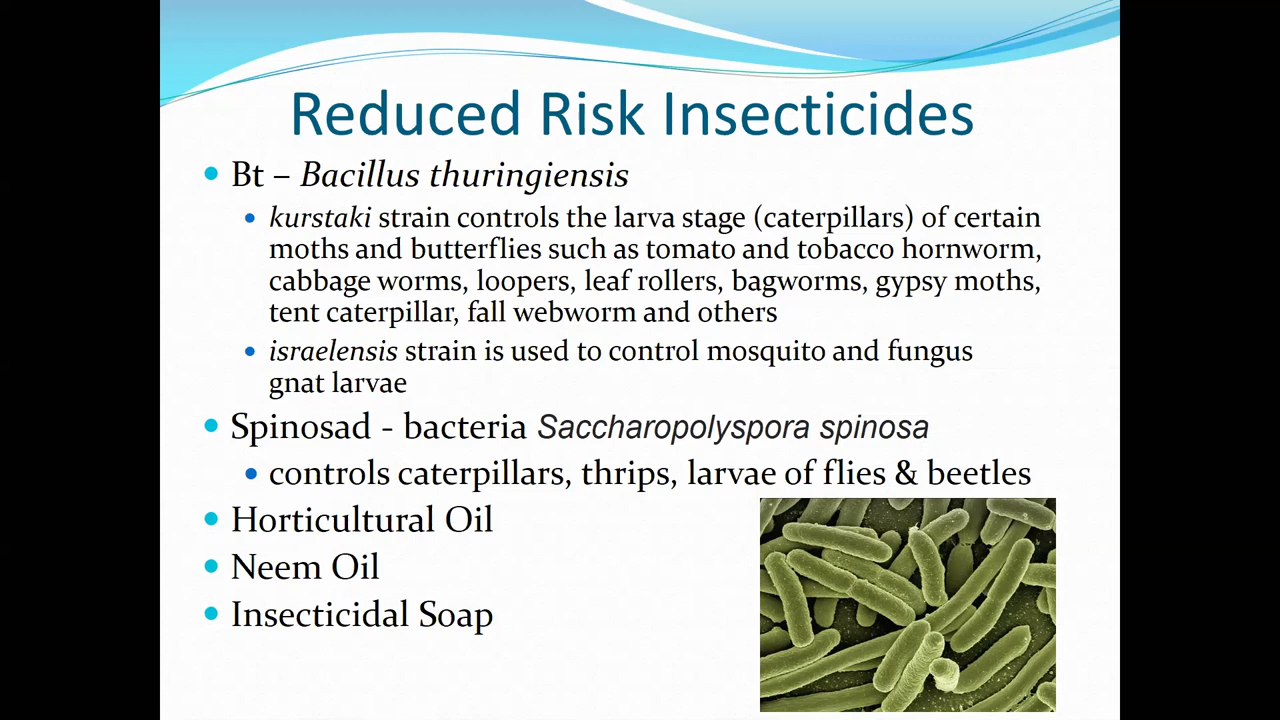 Reduced Risk Insecticides
• Bt – Bacillus thuringiensis
• kurstaki strain controls the larva stage (caterpillars) of certain
moths and butterflies such as tomato and tobacco hornworm,
cabbage worms, loopers, leaf rollers, bagworms, gypsy moths,
tent caterpillar, fall webworm and others
• israelensis strain is used to control mosquito and fungus
gnat larvae
• Spinosad - bacteria Saccharopolyspora spinosa
• controls caterpillars, thrips, larvae of flies & beetles
• Horticultural Oil
• Neem Oil
• Insecticidal Soap